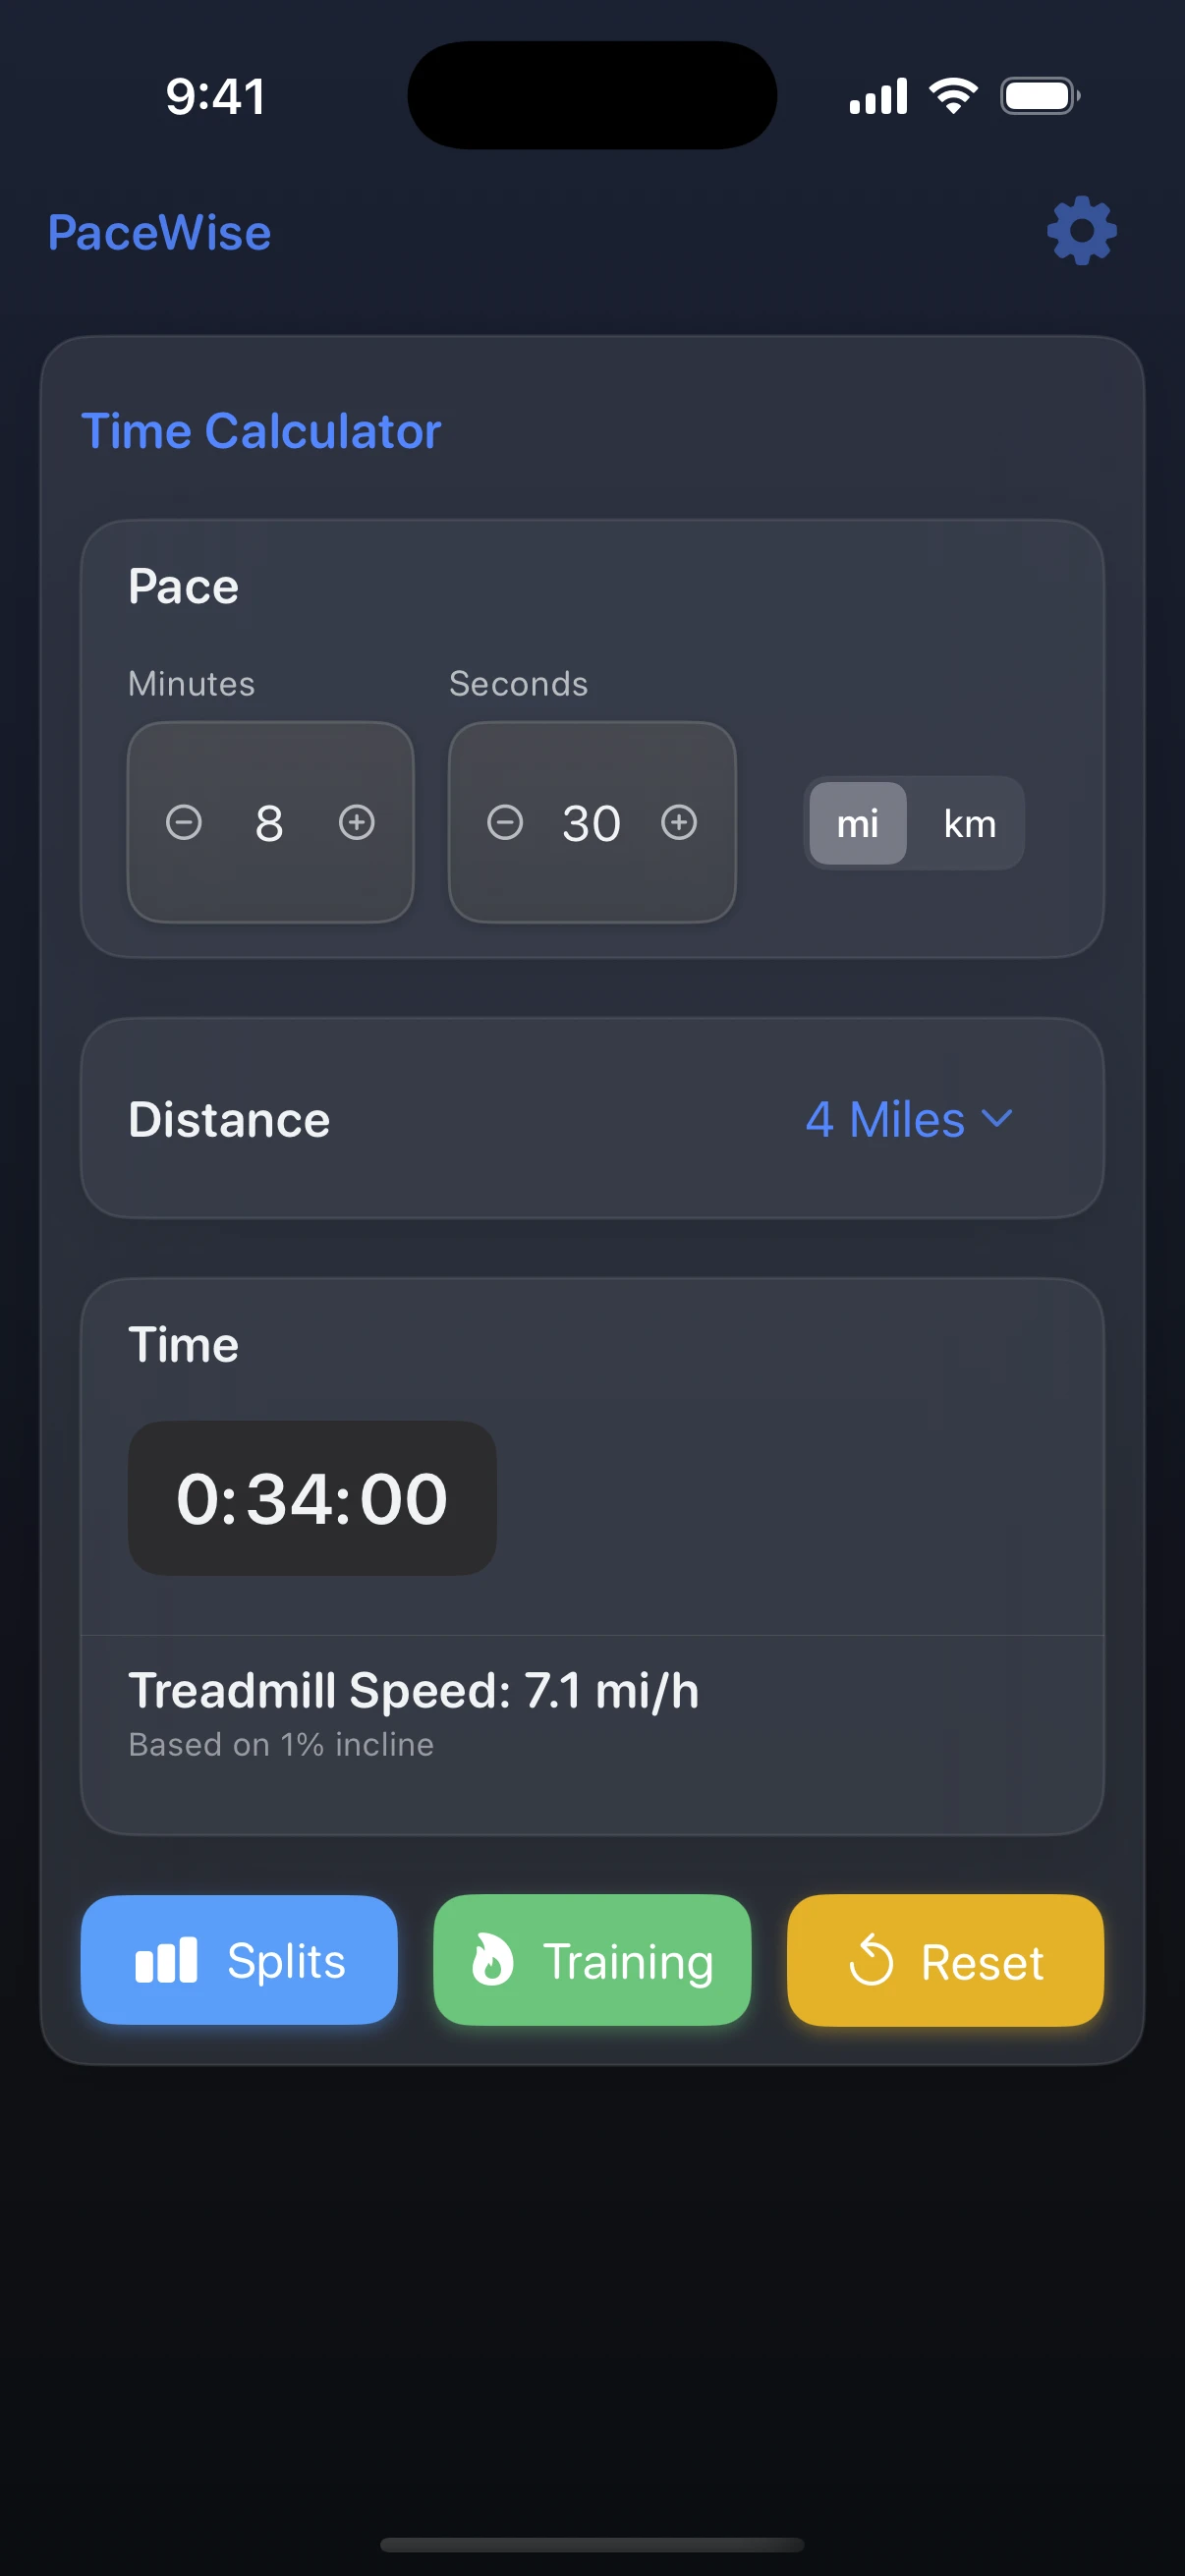 9:41
PaceWise
Time Calculator
Pace
Minutes Seconds
8 30 mi km
Distance 4 Miles
Time
0:34:00
Treadmill Speed: 7.1 mi/h
Based on 1% incline
Splits Training Reset